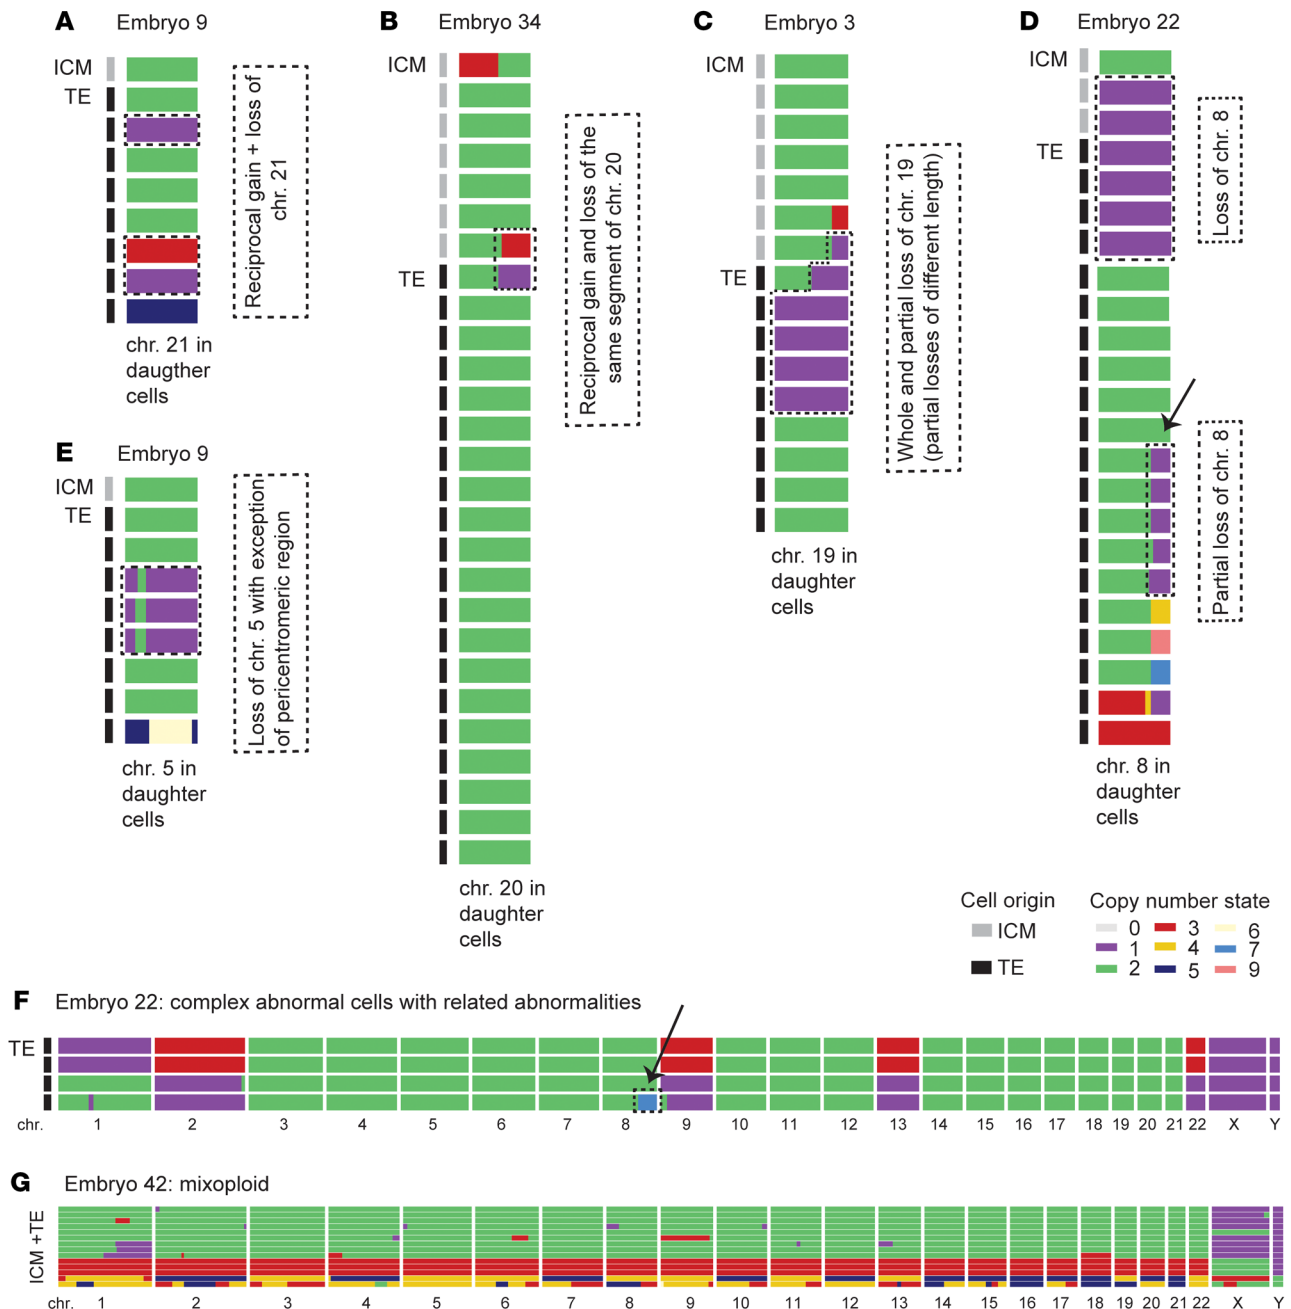 A Embryo 9
ICM
TE
Reciprocal gain + loss of
chr. 21
chr. 21 in
daugther
cells
B Embryo 34
ICM
TE
Reciprocal gain and loss of the
same segment of chr. 20
chr. 20 in
daughter
cells
C Embryo 3
ICM
TE
Whole and partial loss of chr. 19
(partial losses of different length)
chr. 19 in
daughter
cells
D Embryo 22
ICM
TE
Loss of chr. 8
Partial loss of chr. 8
chr. 8 in
daughter
cells
E Embryo 9
ICM
TE
Loss of chr. 5 with exception
of pericentromeric region
chr. 5 in
daughter
cells
Cell origin
ICM
TE
Copy number state
0 3 6
1 4 7
2 5 9
F Embryo 22: complex abnormal cells with related abnormalities
TE
chr. 1 2 3 4 5 6 7 8 9 10 11 12 13 14 15 16 17 18 19 20 21 22 X Y
G Embryo 42: mixoploid
ICM +TE
chr. 1 2 3 4 5 6 7 8 9 10 11 12 13 14 15 16 17 18 19 20 21 22 X Y